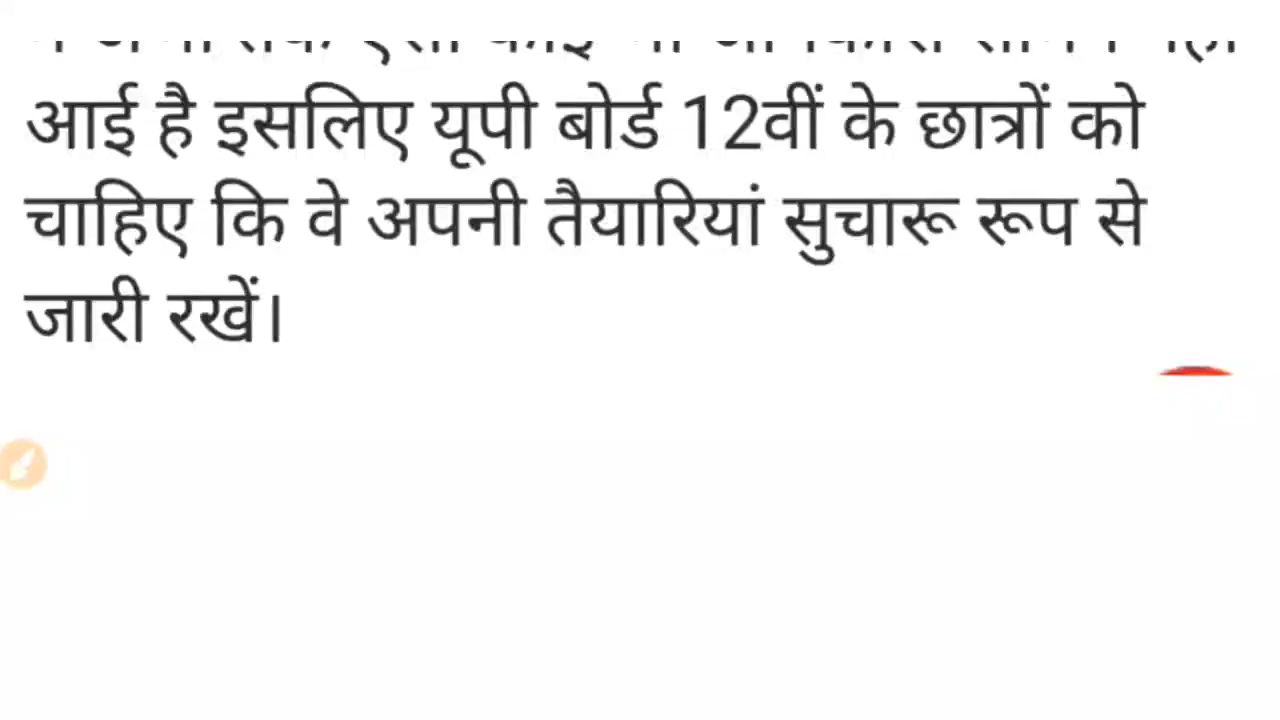 आई है इसलिए यूपी बोर्ड 12वीं के छात्रों को
चाहिए कि वे अपनी तैयारियां सुचारू रूप से
जारी रखें।